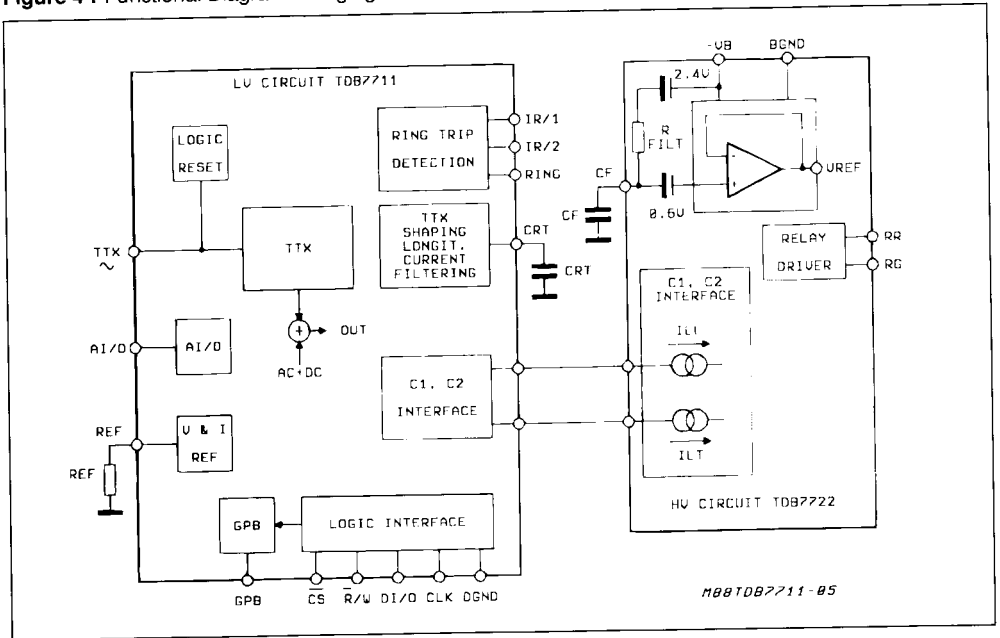 Figure 4 : Functional Diagram
-VB BGND
LV CIRCUIT TDB7711
2.4V
LOGIC
RESET
RING TRIP
DETECTION
IR/1
IR/2
RING
R
FILT
-
+
VREF
CF
CF
0.6V
TTX
~
TTX
TTX
SHAPING
LONGIT.
CURRENT
FILTERING
CRT
CRT
RELAY
DRIVER
RR
RG
+
OUT
AC+DC
AI/O
AI/O
C1, C2
INTERFACE
C1, C2
INTERFACE
ILT
ILT
REF
REF
V & I
REF
HV CIRCUIT TDB7722
GPB
LOGIC INTERFACE
GPB CS R/W DI/O CLK DGND
M88TDB7711-05